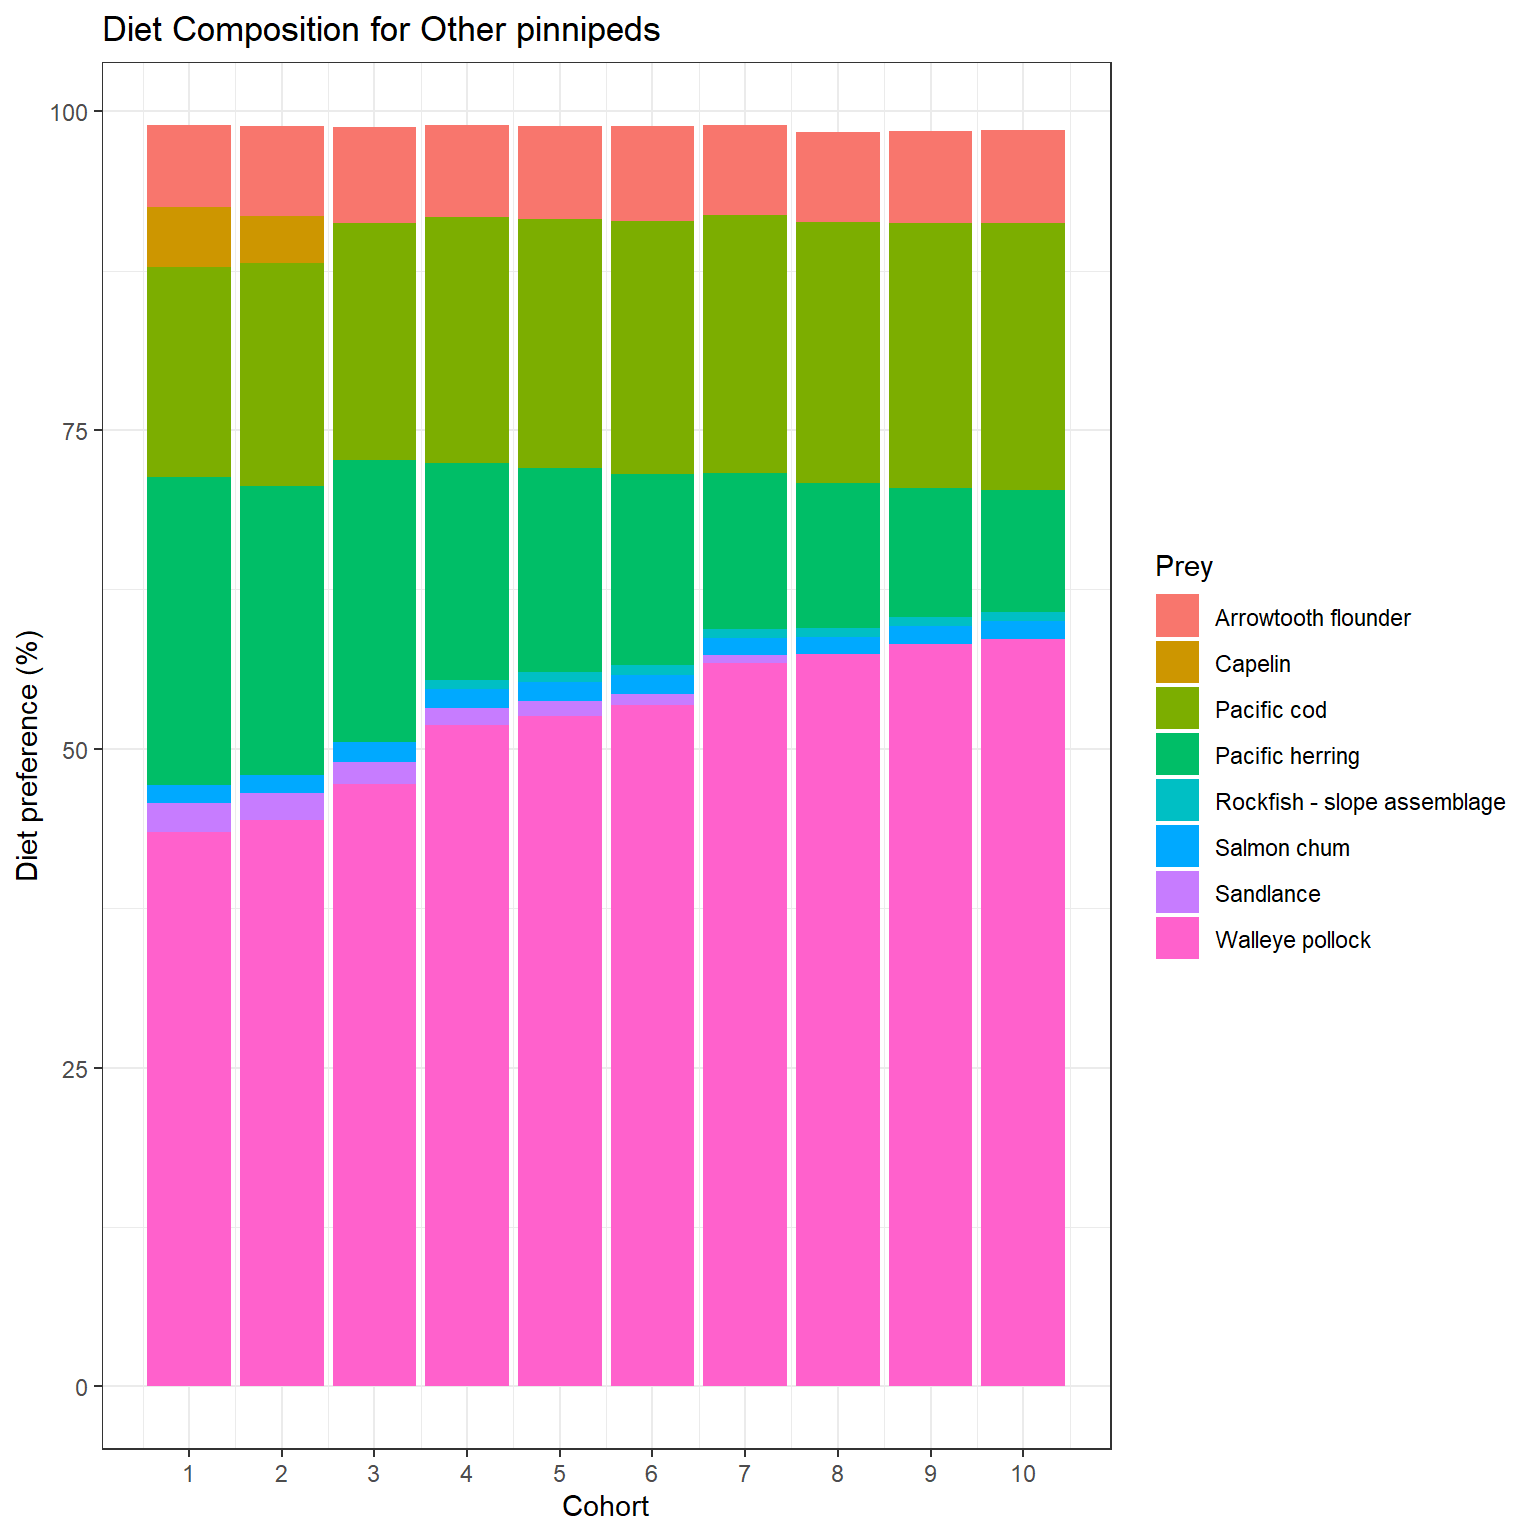 Diet Composition for Other pinnipeds
Diet preference (%)
100
75
50
25
0
1 2 3 4 5 6 7 8 9 10
Cohort
Prey
Arrowtooth flounder
Capelin
Pacific cod
Pacific herring
Rockfish - slope assemblage
Salmon chum
Sandlance
Walleye pollock